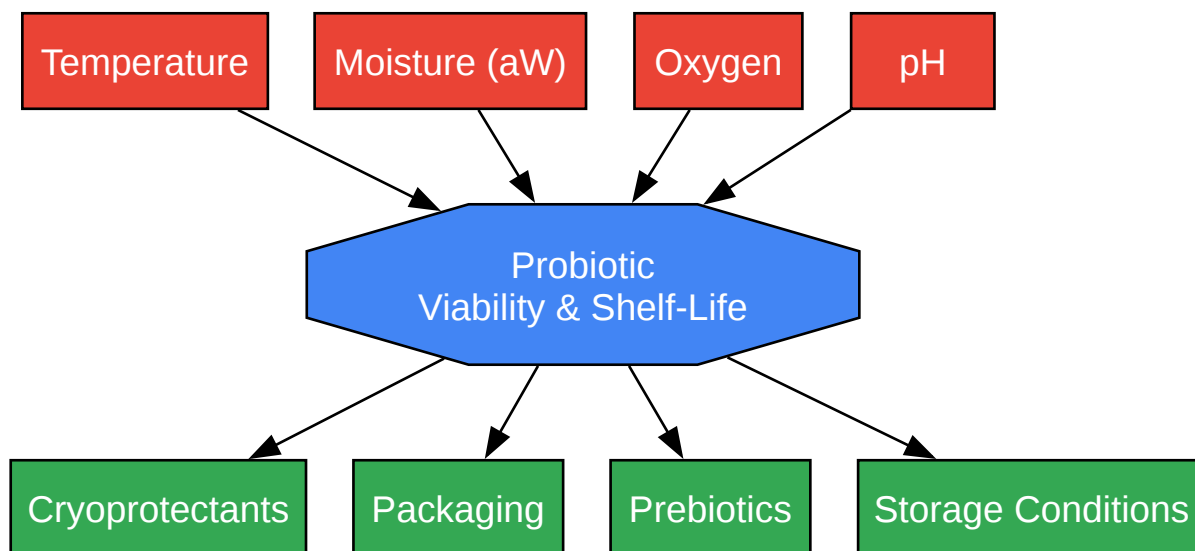 Temperature
Moisture (aW)
Oxygen
pH
Probiotic
Viability & Shelf-Life
Cryoprotectants
Packaging
Prebiotics
Storage Conditions